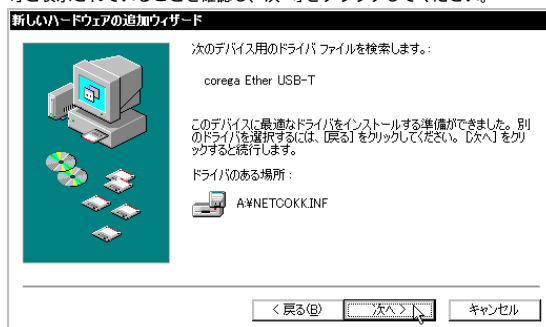 新しいハードウェアの追加ウィザード
次のデバイス用のドライバ ファイルを検索します。:
corega Ether USB-T
このデバイスに最適なドライバをインストールする準備ができました。別
のドライバを選択するには、[戻る] をクリックしてください。[次へ] をクリ
ックすると続行します。
ドライバのある場所 :
A:¥NETCOKK.INF
< 戻る(B)
次へ >
キャンセル